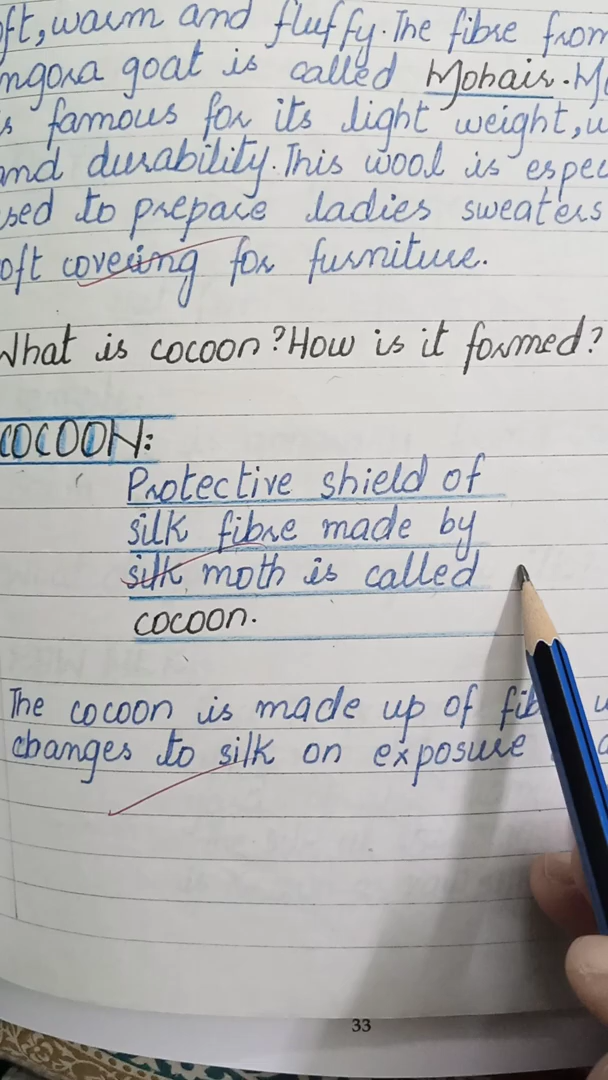 oft, warm and fluffy. The fibre from
ngora goat is called Mohair. M
s famous for its light weight, w
and durability. This wool is espec
sed to prepare ladies sweaters
oft covering for furniture.
What is cocoon? How is it formed?
COCOON:
Protective shield of
silk fibre made by
silk moth is called
cocoon.
The cocoon is made up of fib
changes to silk on exposure
33